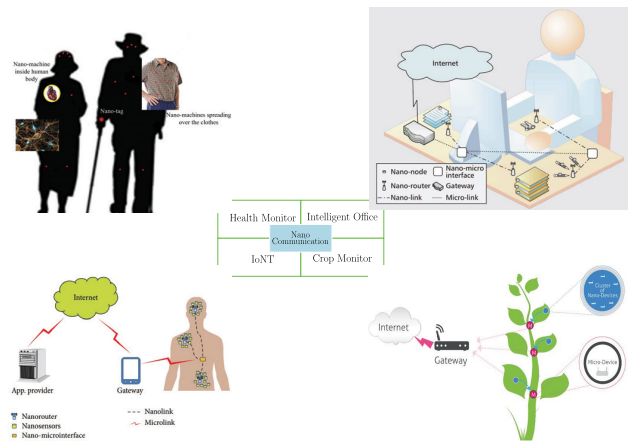 Nano-machine
inside human
body
Nano-tag
Nano-machines spreading
over the clothes
Internet
Nano-node
Nano-router
Nano-link
Nano-micro
interface
Gateway
Micro-link
Health Monitor
Intelligent Office
Nano
Communication
IoNT
Crop Monitor
Internet
App. provider
Gateway
Nanorouter
Nanosensors
Nano-microinterface
Nanolink
Microlink
Internet
Gateway
Cluster
of
Nano-Devices
Micro-Device
M
M
M